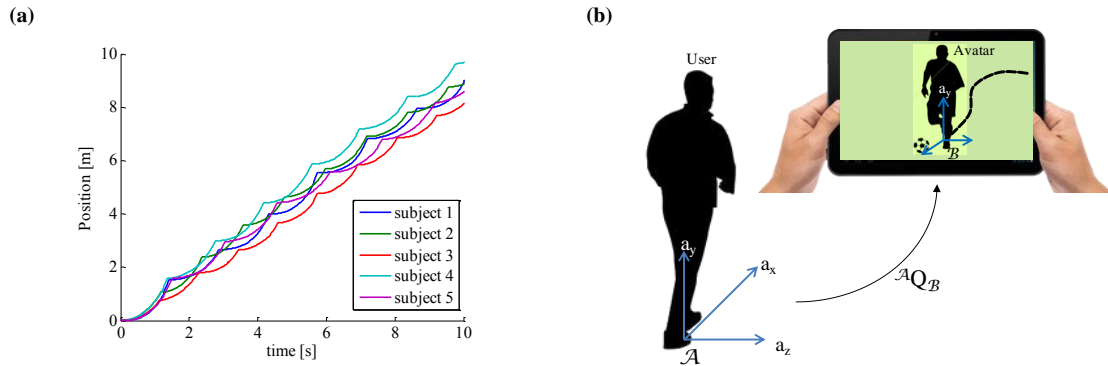 (a)
10
8
6
4
2
0
Position [m]
0 2 4 6 8 10
time [s]
subject 1
subject 2
subject 3
subject 4
subject 5
(b)
User
a_y
a_x
a_z
𝒜
Avatar
a_y
ℬ
^𝒜Q_ℬ